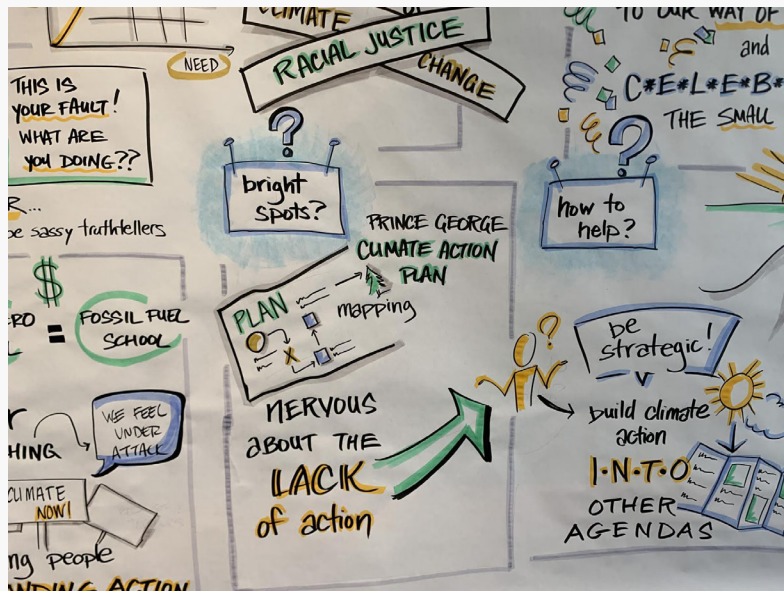 NEED
THIS IS
YOUR FAULT!
WHAT ARE
YOU DOING??
be sassy truthtellers
$
= FOSSIL FUEL
SCHOOL
WE FEEL
UNDER
ATTACK
CLIMATE
NOW!
people
ACTION
CLIMATE
RACIAL JUSTICE
CHANGE
?
bright
spots?
PRINCE GEORGE
CLIMATE ACTION
PLAN
PLAN
mapping
X
NERVOUS
ABOUT THE
LACK
of action
TO OUR WAY OF
and
C*E*L*E*B*
THE SMALL
?
how to
help?
?
be
strategic!
build climate
action
I·N·T·O
OTHER
AGENDAS